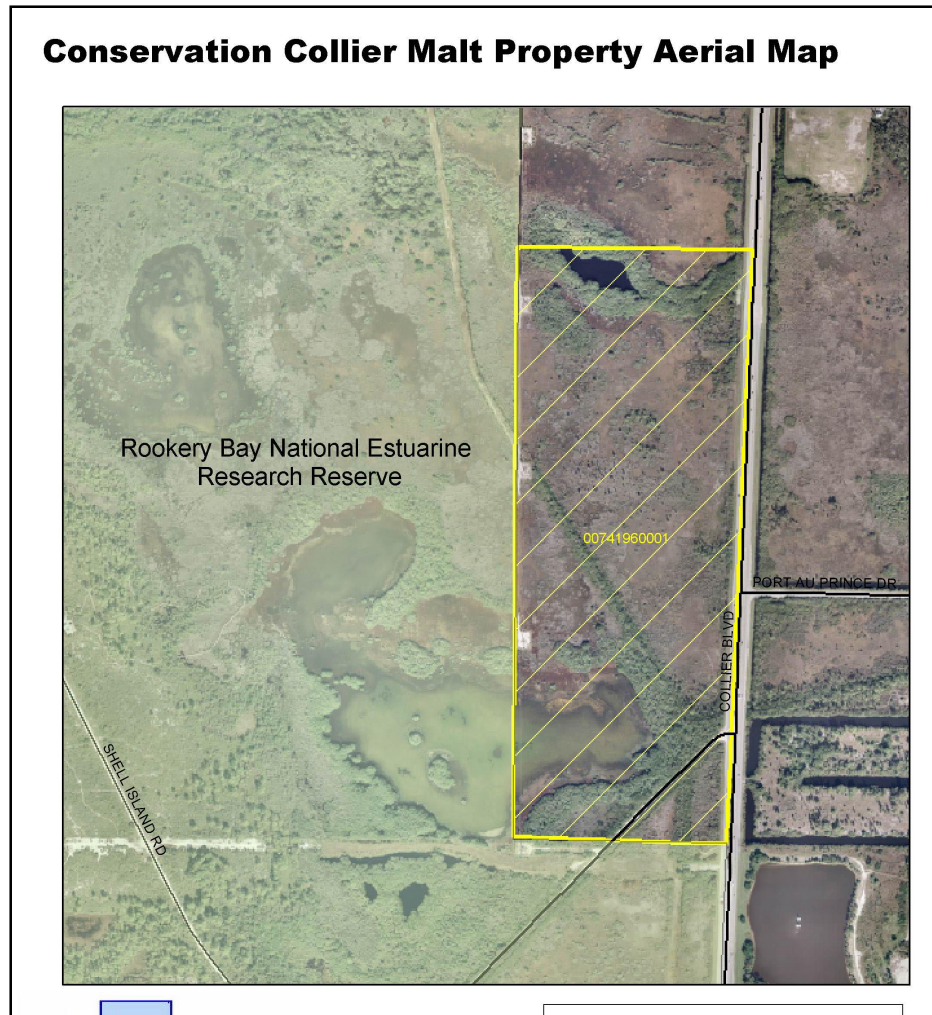 Conservation Collier Malt Property Aerial Map
Rookery Bay National Estuarine
Research Reserve
00741960001
PORT AU PRINCE DR
COLLIER BLVD
SHELL ISLAND RD